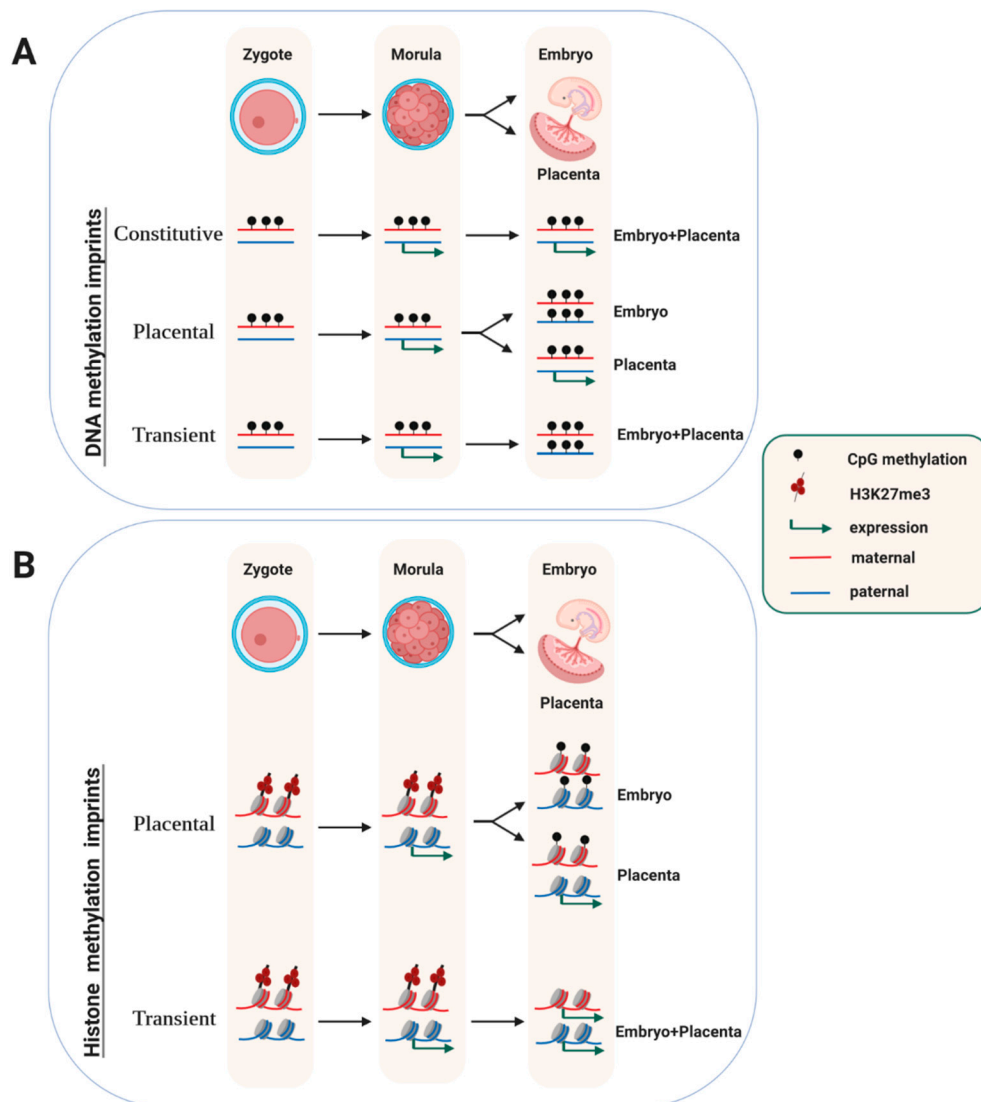 A
Zygote
Morula
Embryo
Placenta
DNA methylation imprints
Constitutive
Embryo+Placenta
Placental
Embryo
Placenta
Transient
Embryo+Placenta
CpG methylation
H3K27me3
expression
maternal
paternal
B
Zygote
Morula
Embryo
Placenta
Histone methylation imprints
Placental
Embryo
Placenta
Transient
Embryo+Placenta